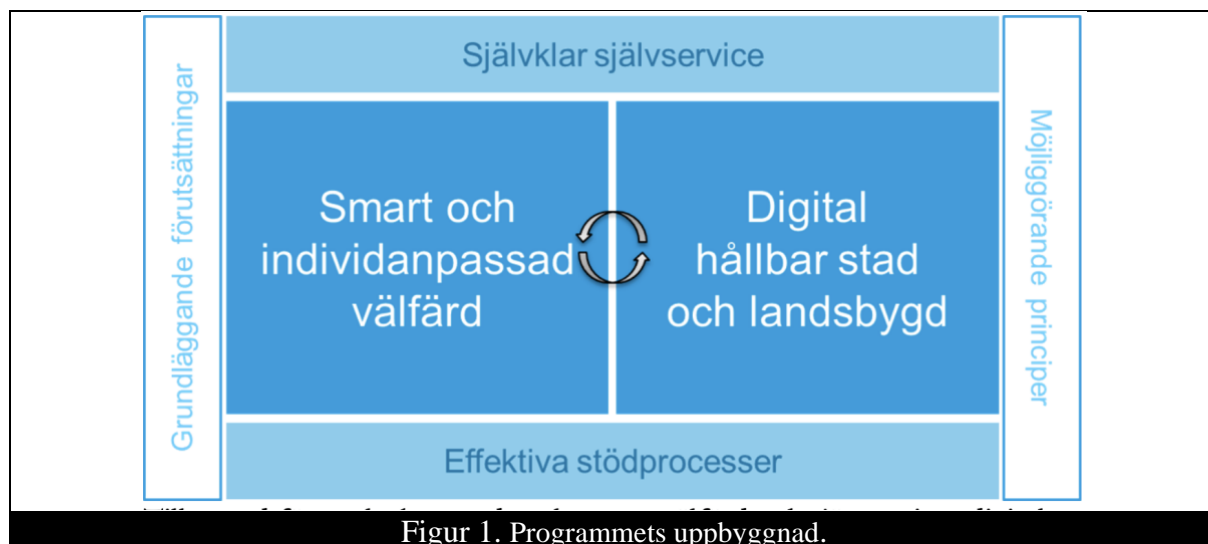 Självklar självservice
Grundläggande förutsättningar
Smart och
individanpassad
välfärd
Digital
hållbar stad
och landsbygd
Möjliggörande principer
Effektiva stödprocesser
Figur 1. Programmets uppbyggnad.